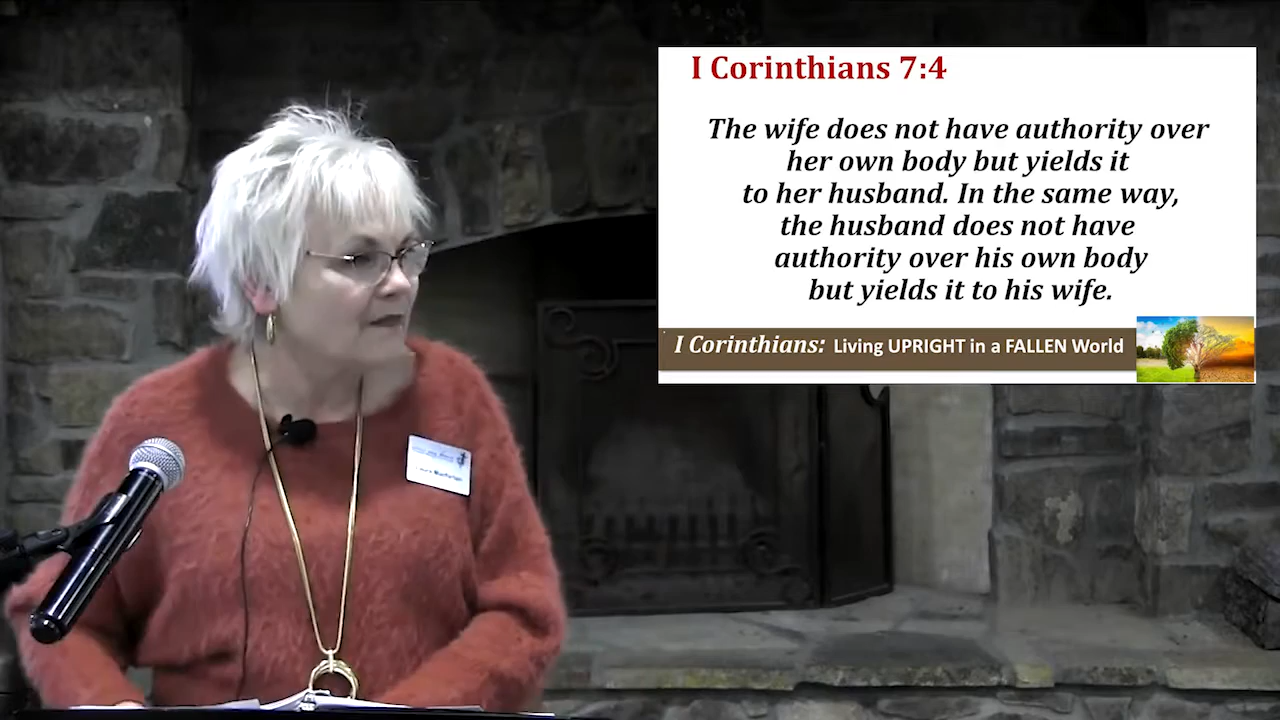 I Corinthians 7:4
The wife does not have authority over
her own body but yields it
to her husband. In the same way,
the husband does not have
authority over his own body
but yields it to his wife.
I Corinthians: Living UPRIGHT in a FALLEN World